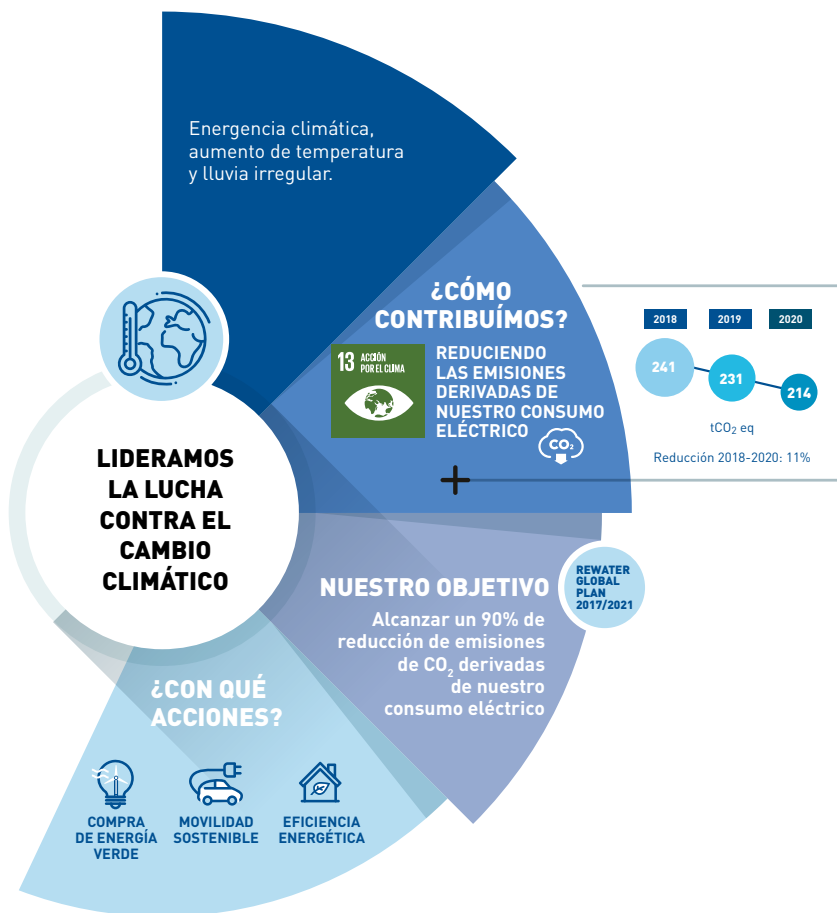 Energencia climática,
aumento de temperatura
y lluvia irregular.
¿CÓMO
CONTRIBUÍMOS?
13 ACCIÓN
POR EL CLIMA
REDUCIENDO
LAS EMISIONES
DERIVADAS DE
NUESTRO CONSUMO
ELÉCTRICO
CO₂
+
2018 2019 2020
241 231 214
tCO₂ eq
Reducción 2018-2020: 11%
LIDERAMOS
LA LUCHA
CONTRA EL
CAMBIO
CLIMÁTICO
NUESTRO OBJETIVO
Alcanzar un 90% de
reducción de emisiones
de CO₂ derivadas
de nuestro
consumo eléctrico
REWATER
GLOBAL
PLAN
2017/2021
¿CON QUÉ
ACCIONES?
COMPRA
DE ENERGÍA
VERDE
MOVILIDAD
SOSTENIBLE
EFICIENCIA
ENERGÉTICA